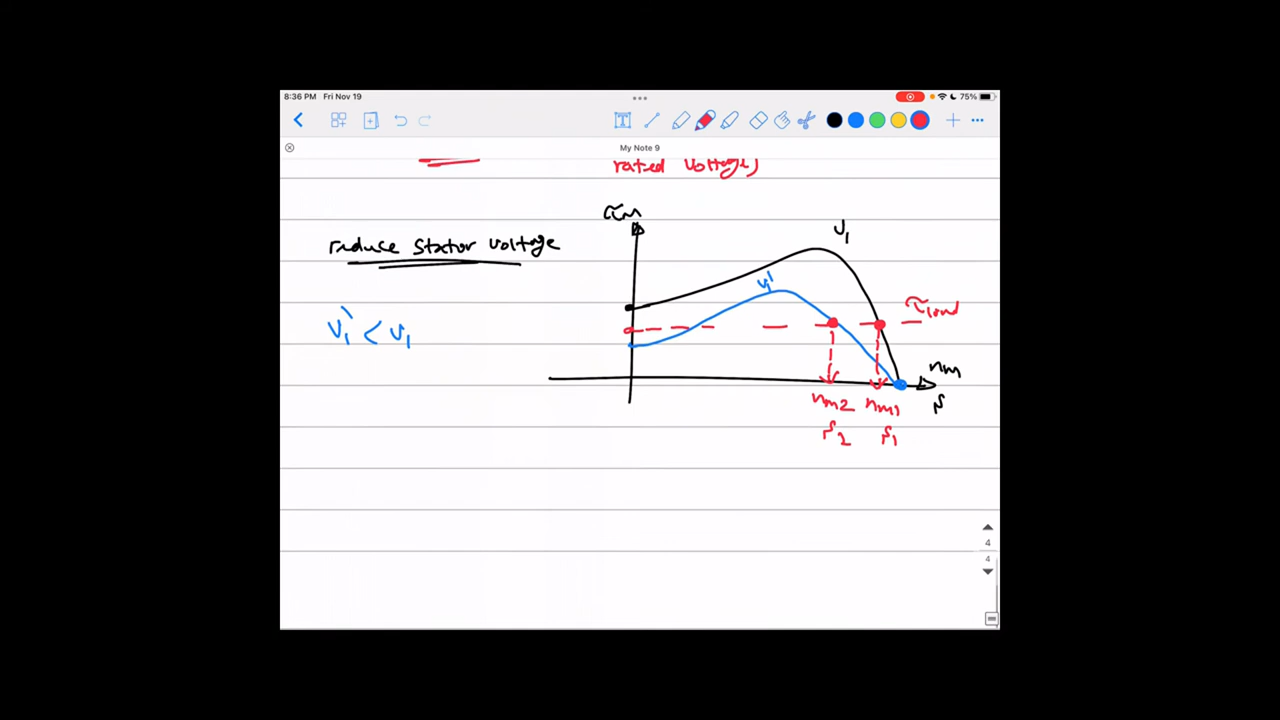 8:36 PM Fri Nov 19
75%
My Note 9
rated voltage)
τm
reduce stator voltage
V1
V1'
V1' < V1
τload
nm
s
nm2 nm1
s2 s1
4
4